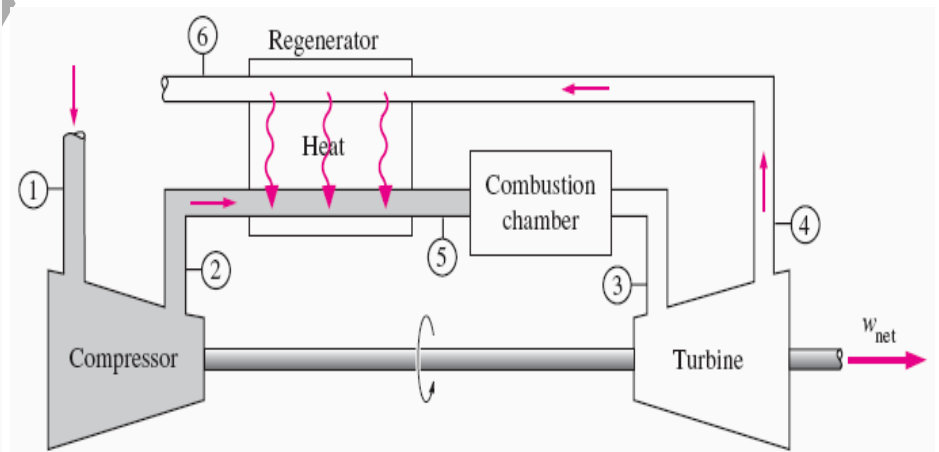 6
Regenerator
Heat
1
Combustion
chamber
5
4
2
3
Compressor
Turbine
w
net